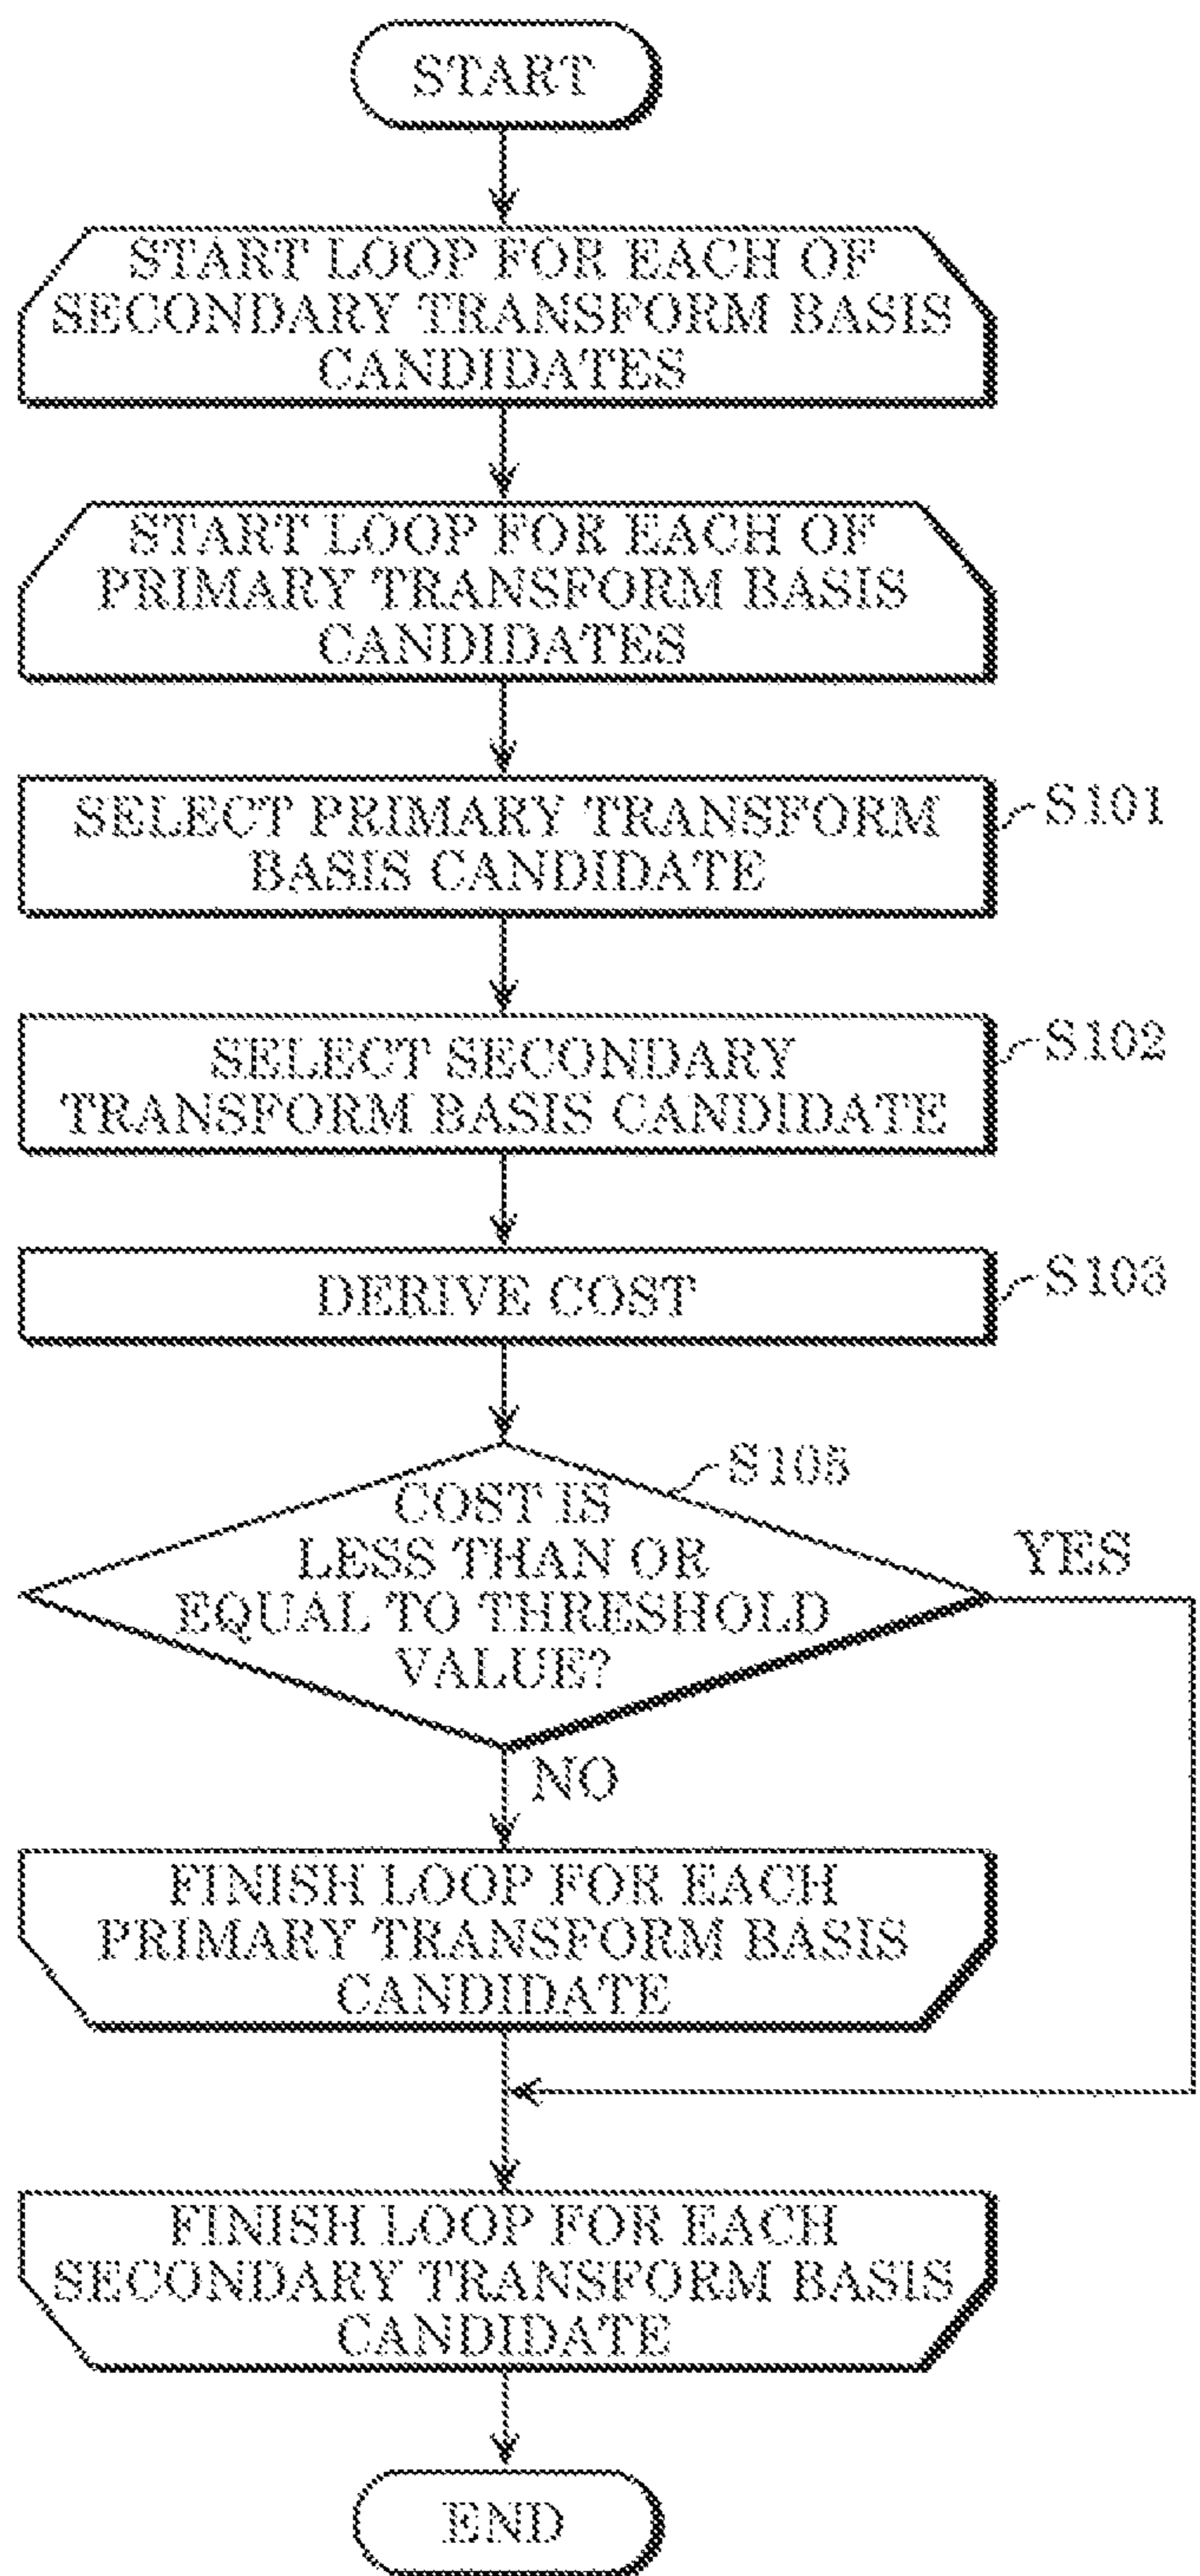 START
START LOOP FOR EACH OF
SECONDARY TRANSFORM BASIS
CANDIDATES
START LOOP FOR EACH OF
PRIMARY TRANSFORM BASIS
CANDIDATES
SELECT PRIMARY TRANSFORM
BASIS CANDIDATE
S101
SELECT SECONDARY
TRANSFORM BASIS CANDIDATE
S102
DERIVE COST
S103
S105
COST IS
LESS THAN OR
EQUAL TO THRESHOLD
VALUE?
YES
NO
FINISH LOOP FOR EACH
PRIMARY TRANSFORM BASIS
CANDIDATE
FINISH LOOP FOR EACH
SECONDARY TRANSFORM BASIS
CANDIDATE
END